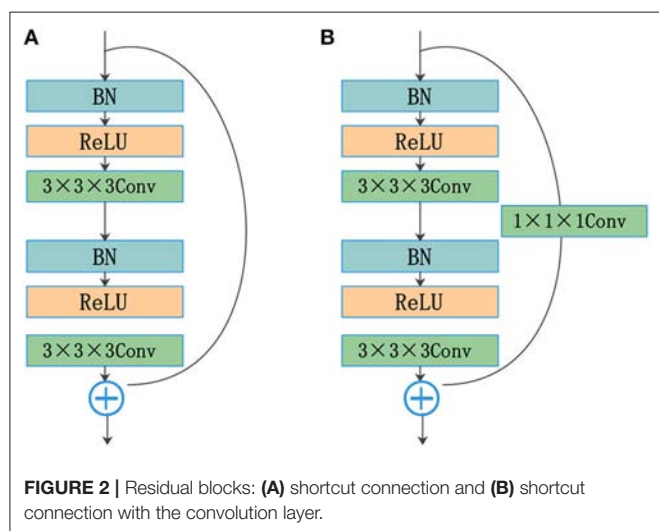 A
BN
ReLU
3×3×3Conv
BN
ReLU
3×3×3Conv
B
BN
ReLU
3×3×3Conv
1×1×1Conv
BN
ReLU
3×3×3Conv
FIGURE 2 | Residual blocks: (A) shortcut connection and (B) shortcut
connection with the convolution layer.